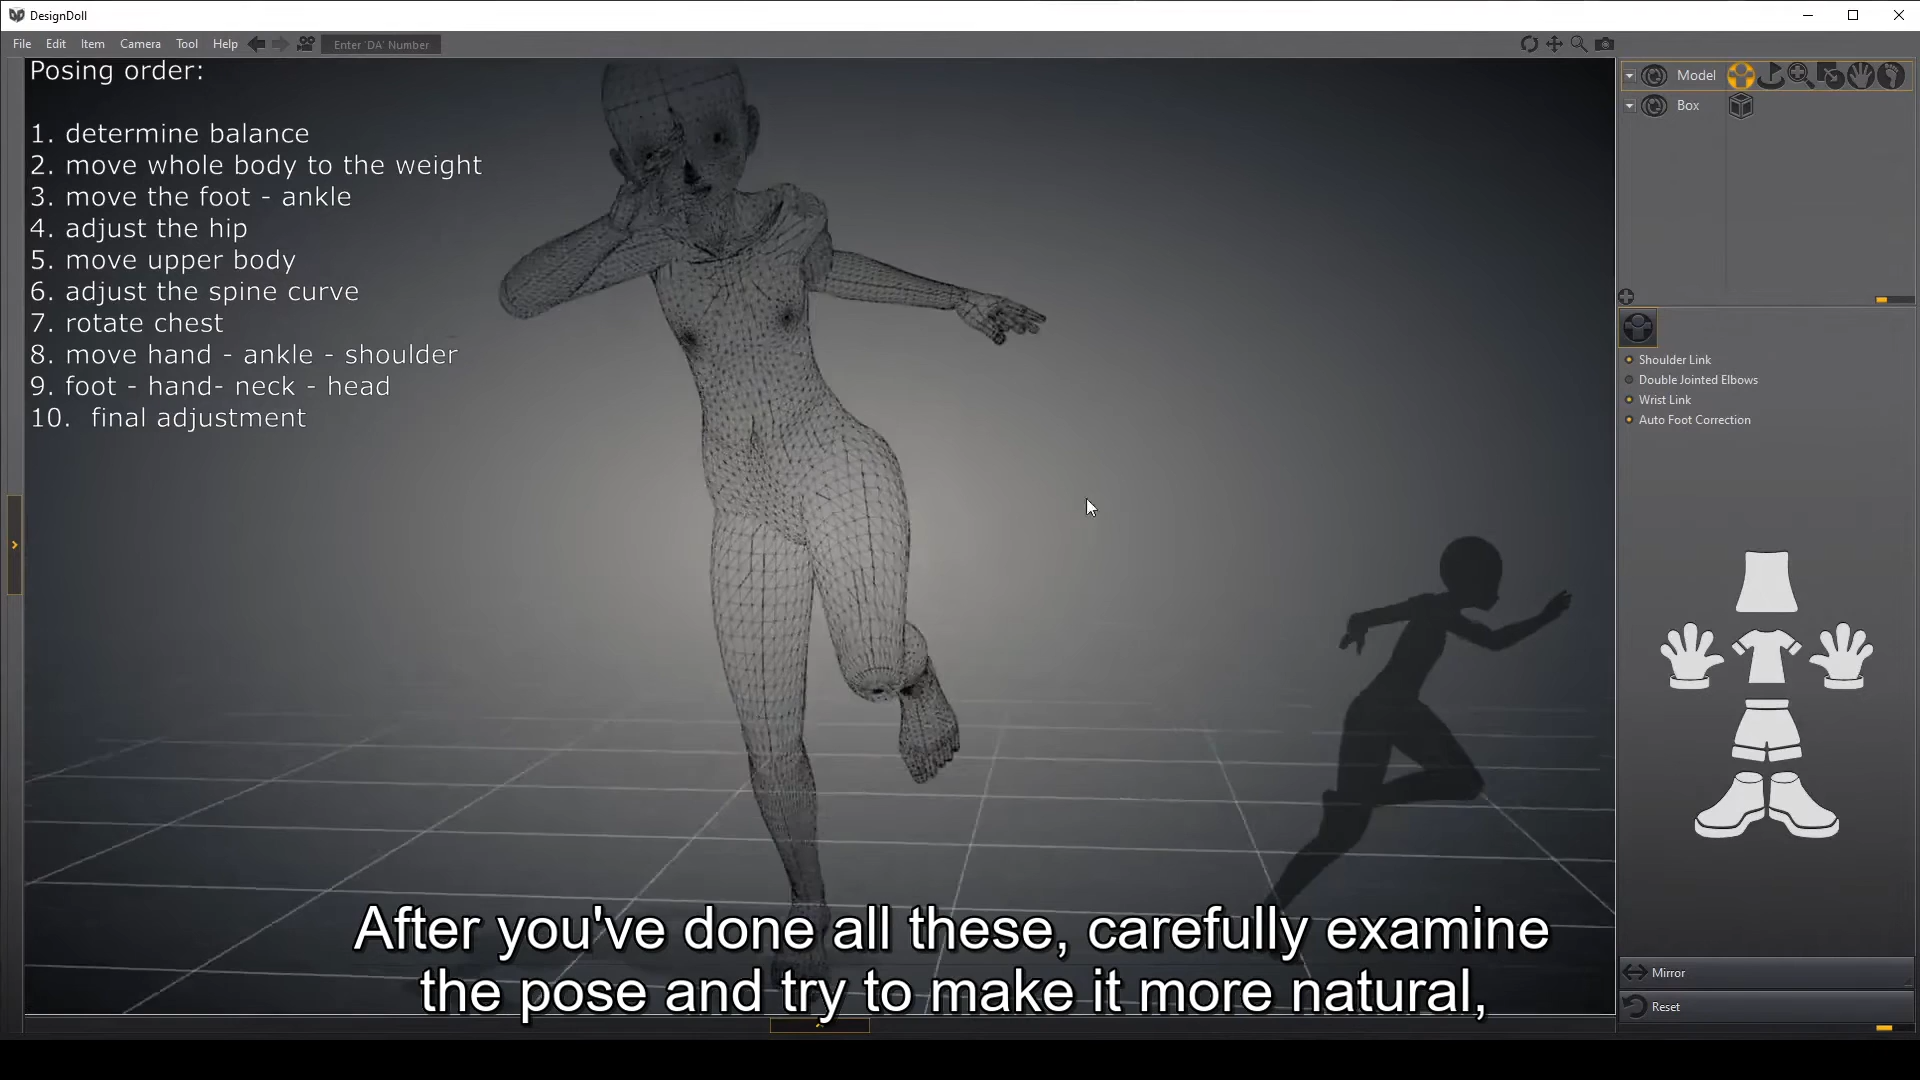 DesignDoll
File Edit Item Camera Tool Help Enter 'DA' Number
Posing order:
1. determine balance
2. move whole body to the weight
3. move the foot - ankle
4. adjust the hip
5. move upper body
6. adjust the spine curve
7. rotate chest
8. move hand - ankle - shoulder
9. foot - hand- neck - head
10. final adjustment
Model
Box
Shoulder Link
Double Jointed Elbows
Wrist Link
Auto Foot Correction
Mirror
Reset
After you've done all these, carefully examine
the pose and try to make it more natural,